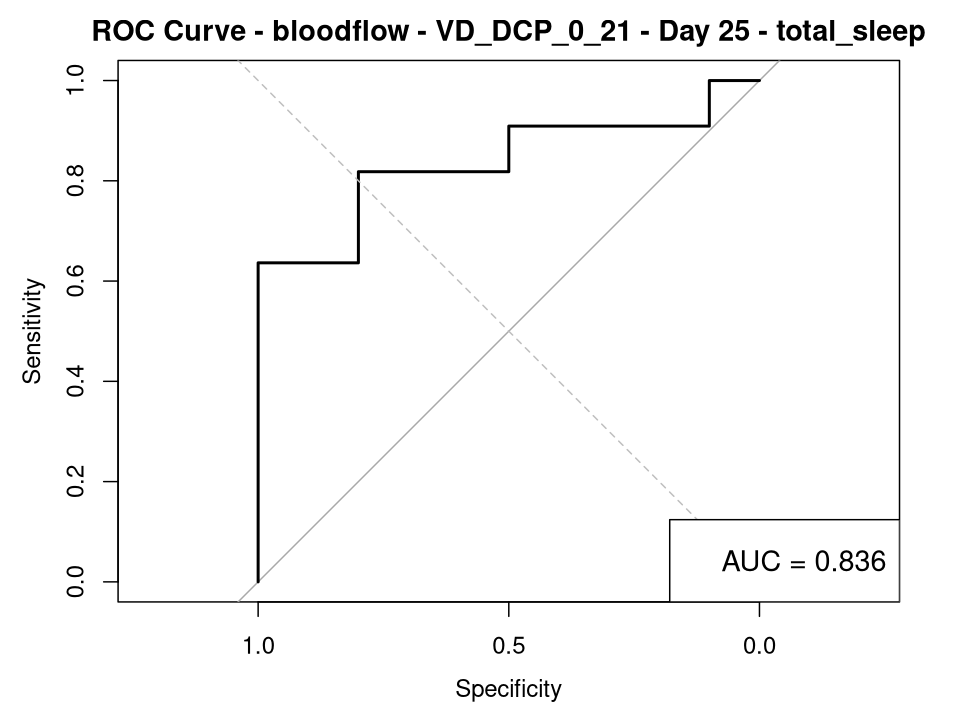 ROC Curve - bloodflow - VD_DCP_0_21 - Day 25 - total_sleep
Sensitivity
1.0
0.8
0.6
0.4
0.2
0.0
AUC = 0.836
1.0 0.5 0.0
Specificity